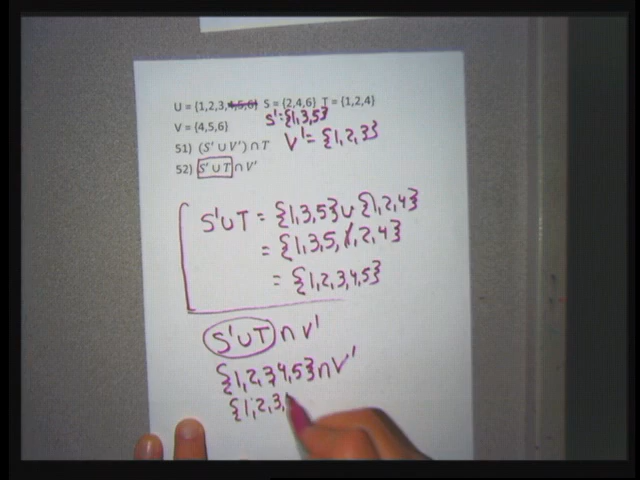 U = {1,2,3,4,5,6} S = {2,4,6} T = {1,2,4}
S' = {1,3,5}
V = {4,5,6}
V' = {1,2,3}
51) (S' ∪ V') ∩ T
52) S' ∪ T ∩ V'
S'∪T = {1,3,5}∪{1,2,4}
= {1,3,5,1,2,4}
= {1,2,3,4,5}
S'∪T ∩ V'
{1,2,3,4,5}∩V'
{1,2,3,